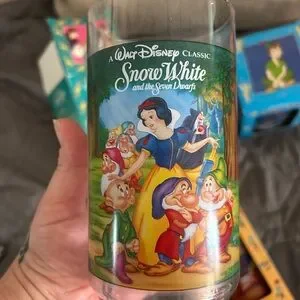 A WALT DISNEY CLASSIC
Snow White
and the Seven Dwarfs